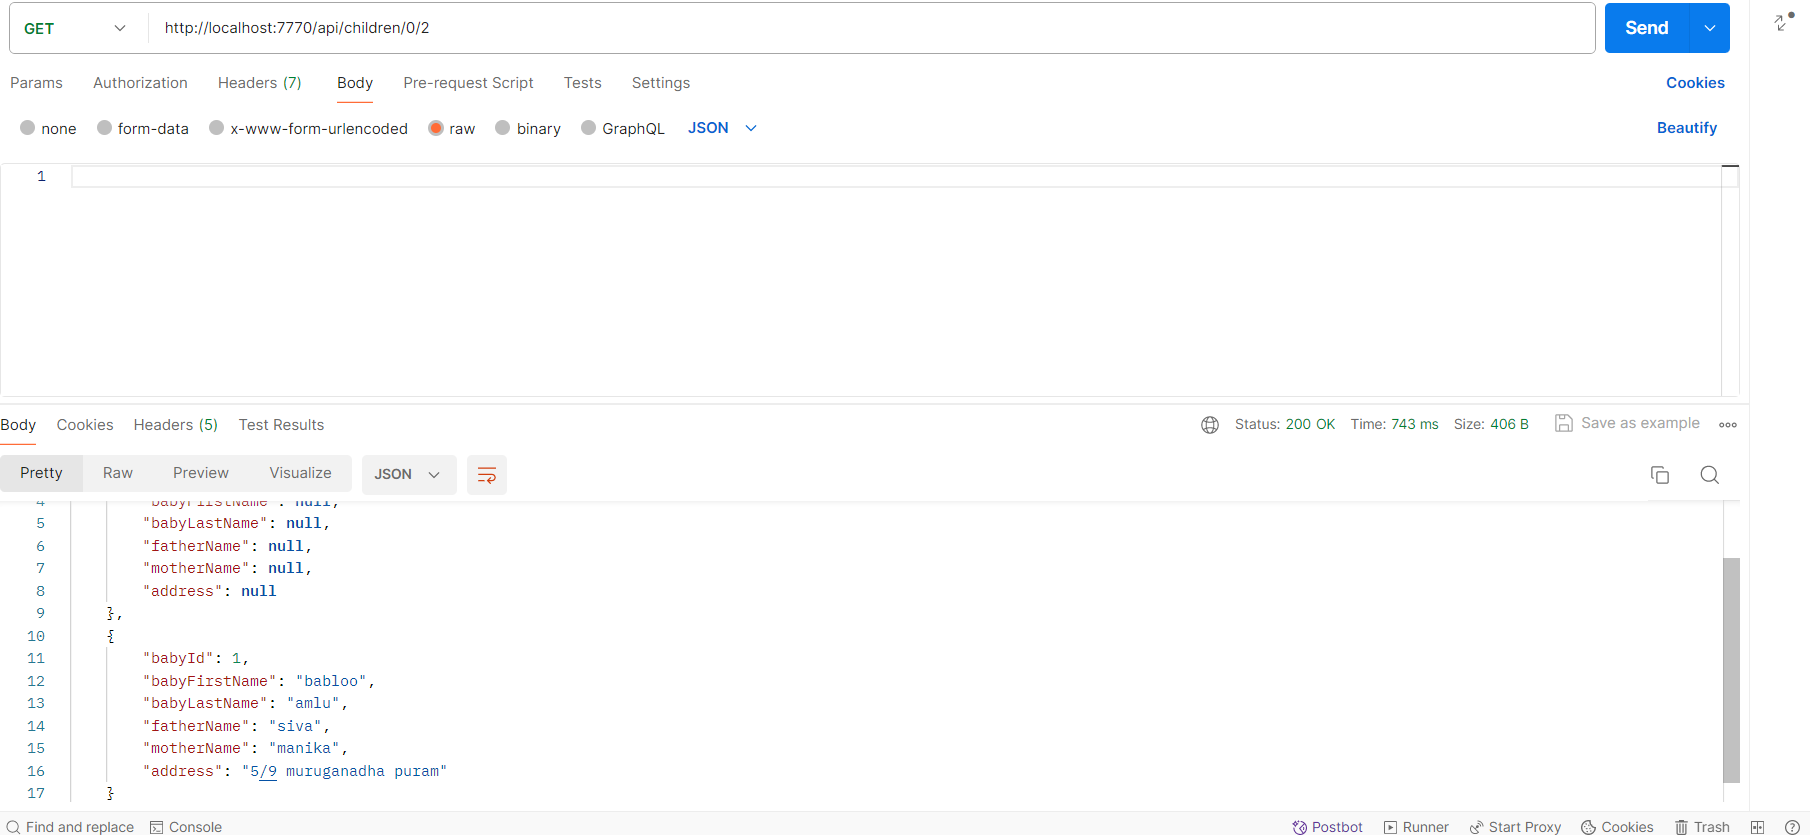 GET http://localhost:7770/api/children/0/2 Send
Params Authorization Headers (7) Body Pre-request Script Tests Settings Cookies
none form-data x-www-form-urlencoded raw binary GraphQL JSON Beautify
1
Body Cookies Headers (5) Test Results Status: 200 OK Time: 743 ms Size: 406 B Save as example
Pretty Raw Preview Visualize JSON
4 "babyFirstName": null,
5 "babyLastName": null,
6 "fatherName": null,
7 "motherName": null,
8 "address": null
9 },
10 {
11 "babyId": 1,
12 "babyFirstName": "babloo",
13 "babyLastName": "amlu",
14 "fatherName": "siva",
15 "motherName": "manika",
16 "address": "5/9 muruganadha puram"
17 }
Find and replace Console Postbot Runner Start Proxy Cookies Trash